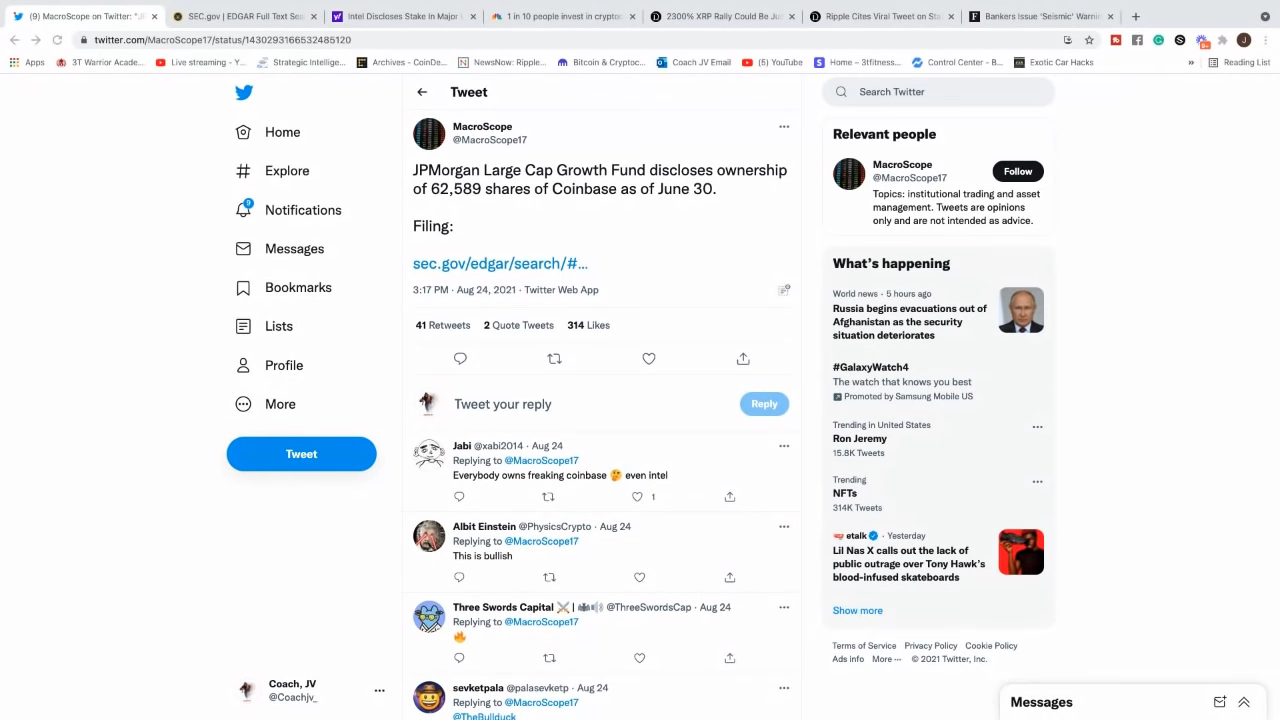 (9) MacroScope on Twitter: "JP
SEC.gov | EDGAR Full Text Sea
Intel Discloses Stake In Major
1 in 10 people invest in cryptoc
2300% XRP Rally Could Be Jus
Ripple Cites Viral Tweet on Sta
Bankers Issue 'Seismic' Warnin
twitter.com/MacroScope17/status/1430293166532485120
Apps
3T Warrior Acade...
Live streaming - Y...
Strategic Intellige...
Archives - CoinDe...
NewsNow: Ripple...
Bitcoin & Cryptoc...
Coach JV Email
(5) YouTube
Home – 3tfitness...
Control Center - B...
Exotic Car Hacks
»
Reading List
Home
Explore
9
Notifications
Messages
Bookmarks
Lists
Profile
More
Tweet
Coach, JV
@Coachjv_
Tweet
MacroScope
@MacroScope17
JPMorgan Large Cap Growth Fund discloses ownership
of 62,589 shares of Coinbase as of June 30.
Filing:
sec.gov/edgar/search/#...
3:17 PM · Aug 24, 2021 · Twitter Web App
41 Retweets 2 Quote Tweets 314 Likes
Tweet your reply
Reply
Jabi @xabi2014 · Aug 24
Replying to @MacroScope17
Everybody owns freaking coinbase 🤔 even intel
1
Albit Einstein @PhysicsCrypto · Aug 24
Replying to @MacroScope17
This is bullish
Three Swords Capital ⚔️ | @ThreeSwordsCap · Aug 24
Replying to @MacroScope17
🔥
sevketpala @palasevketp · Aug 24
Replying to @MacroScope17
@TheBullduck
Search Twitter
Relevant people
MacroScope
@MacroScope17
Follow
Topics: institutional trading and asset
management. Tweets are opinions
only and are not intended as advice.
What's happening
World news · 5 hours ago
Russia begins evacuations out of
Afghanistan as the security
situation deteriorates
#GalaxyWatch4
The watch that knows you best
Promoted by Samsung Mobile US
Trending in United States
Ron Jeremy
15.8K Tweets
Trending
NFTs
314K Tweets
etalk · Yesterday
Lil Nas X calls out the lack of
public outrage over Tony Hawk's
blood-infused skateboards
Show more
Terms of Service Privacy Policy Cookie Policy
Ads info More ··· © 2021 Twitter, Inc.
Messages